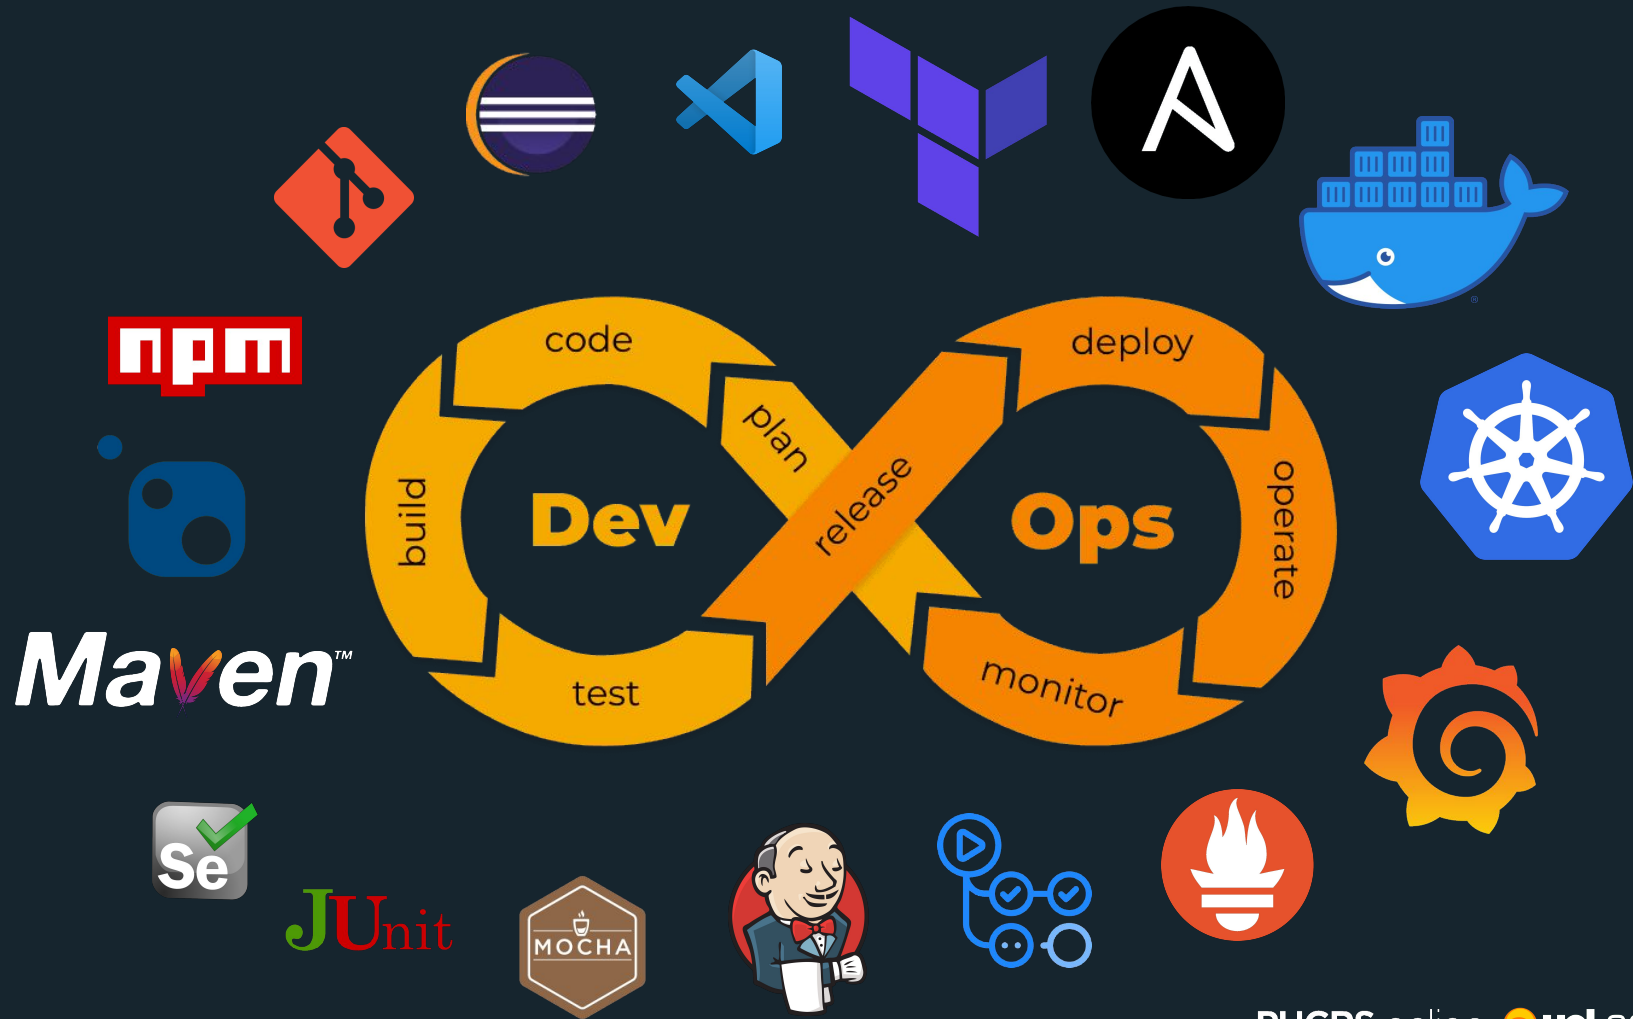 npm
Maven™
code
deploy
plan
build
Dev
release
Ops
operate
test
monitor
Se
JUnit
MOCHA